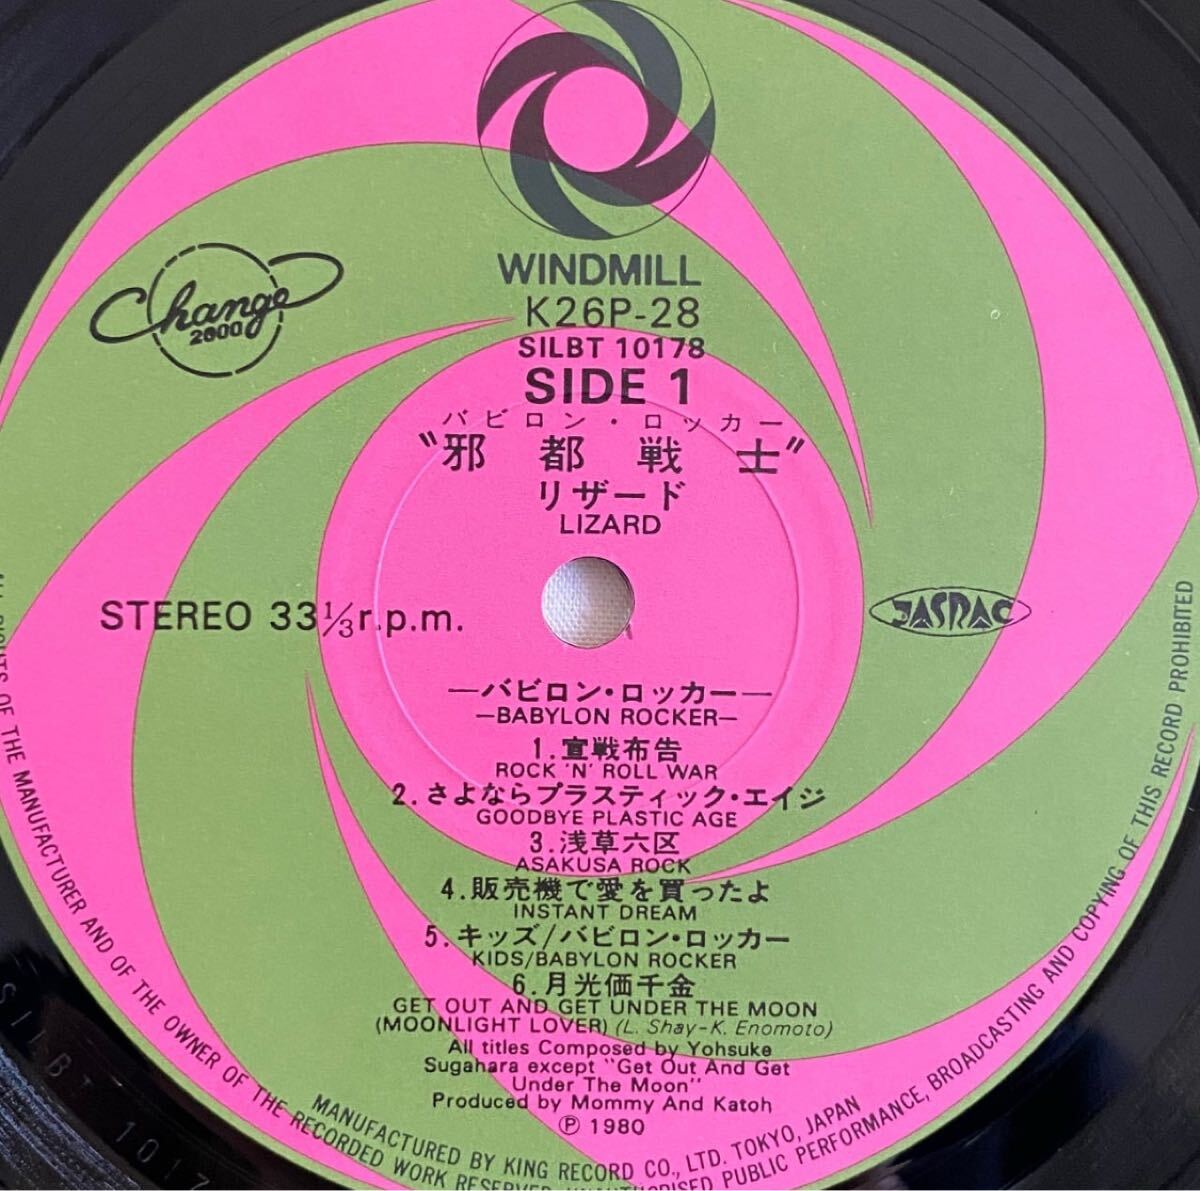 WINDMILL
K26P-28
SILBT 10178
SIDE 1
バビロン・ロッカー
〝邪都戦士〟
リザード
LIZARD
Change
2000
STEREO 33⅓r.p.m.
JASRAC
—バビロン・ロッカー—
—BABYLON ROCKER—
1.宣戦布告
ROCK 'N' ROLL WAR
2.さよならプラスティック・エイジ
GOODBYE PLASTIC AGE
3.浅草六区
ASAKUSA ROCK
4.販売機で愛を買ったよ
INSTANT DREAM
5.キッズ/バビロン・ロッカー
KIDS/BABYLON ROCKER
6.月光価千金
GET OUT AND GET UNDER THE MOON
(MOONLIGHT LOVER) (L. Shay-K. Enomoto)
All titles Composed by Yohsuke
Sugahara except "Get Out And Get
Under The Moon"
Produced by Mommy And Katoh
Ⓟ 1980
MANUFACTURED BY KING RECORD CO., LTD. TOKYO, JAPAN
RIGHTS OF THE MANUFACTURER AND OF THE OWNER OF THE RECORDED WORK RESERVED UNAUTHORISED PUBLIC PERFORMANCE, BROADCASTING AND COPYING OF THIS RECORD PROHIBITED
SILBT 1017